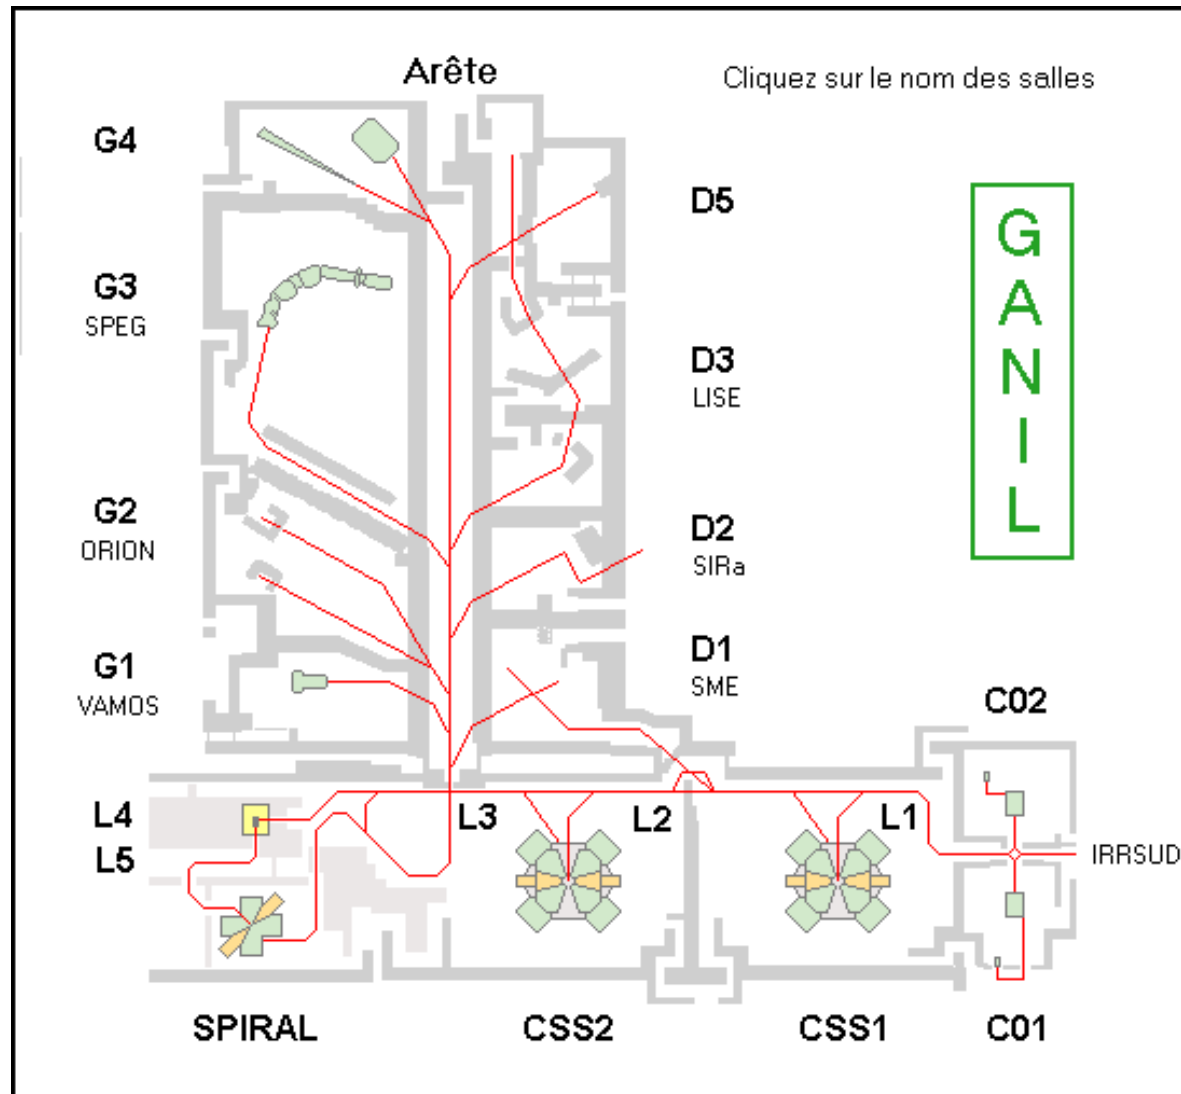 Arête
Cliquez sur le nom des salles
G4
D5
GANIL
G3
SPEG
D3
LISE
G2
ORION
D2
SIRa
G1
VAMOS
D1
SME
C02
L4
L3
L2
L1
L5
IRRSUD
SPIRAL
CSS2
CSS1
C01